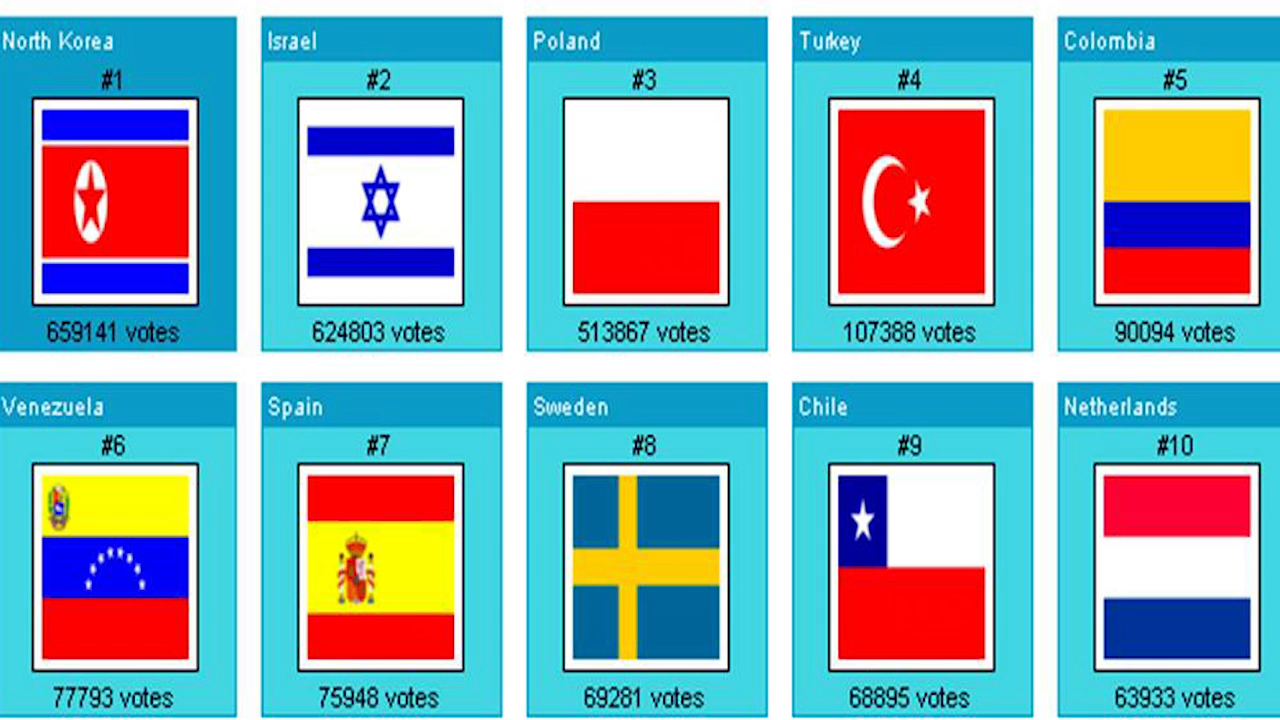 North Korea
#1
659141 votes
Israel
#2
624803 votes
Poland
#3
513867 votes
Turkey
#4
107388 votes
Colombia
#5
90094 votes
Venezuela
#6
77793 votes
Spain
#7
75948 votes
Sweden
#8
69281 votes
Chile
#9
68895 votes
Netherlands
#10
63933 votes